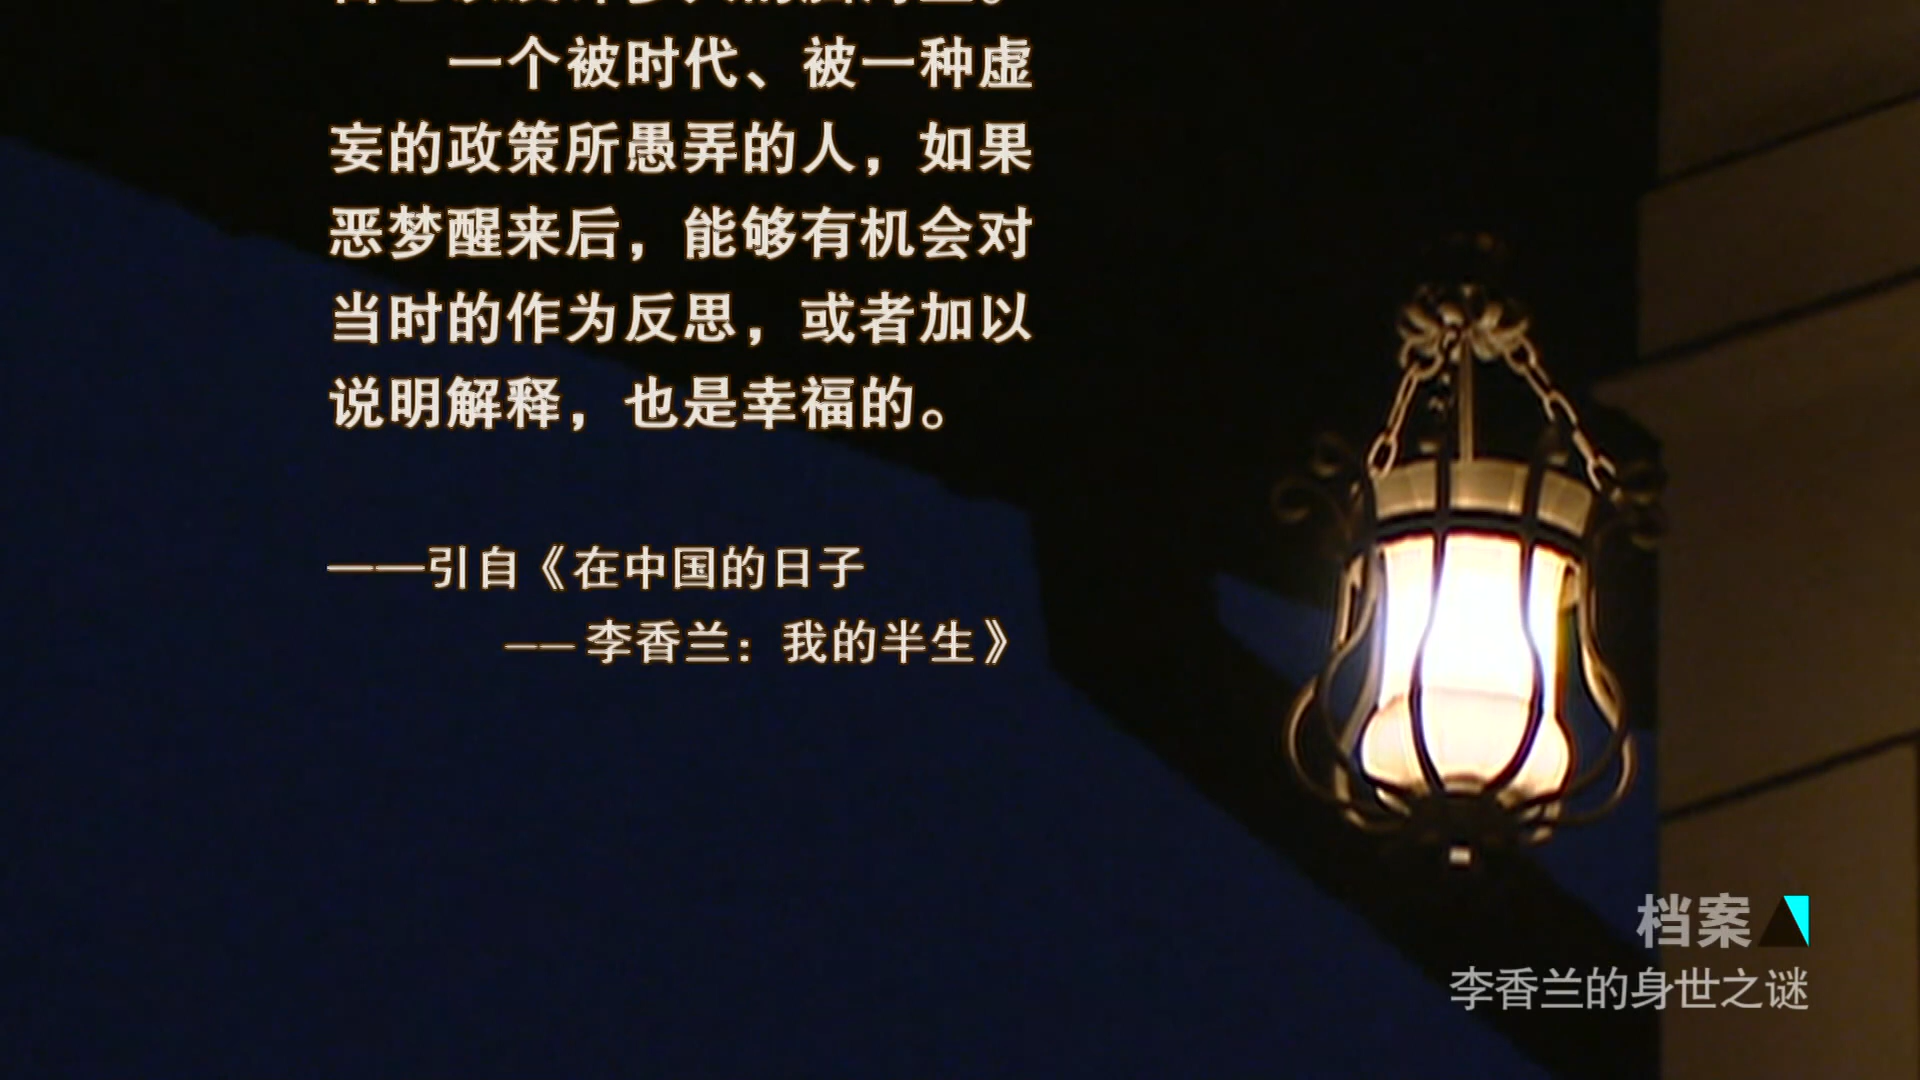 一个被时代、被一种虚
妄的政策所愚弄的人，如果
恶梦醒来后，能够有机会对
当时的作为反思，或者加以
说明解释，也是幸福的。
——引自《在中国的日子
——李香兰：我的半生》
档案
李香兰的身世之谜